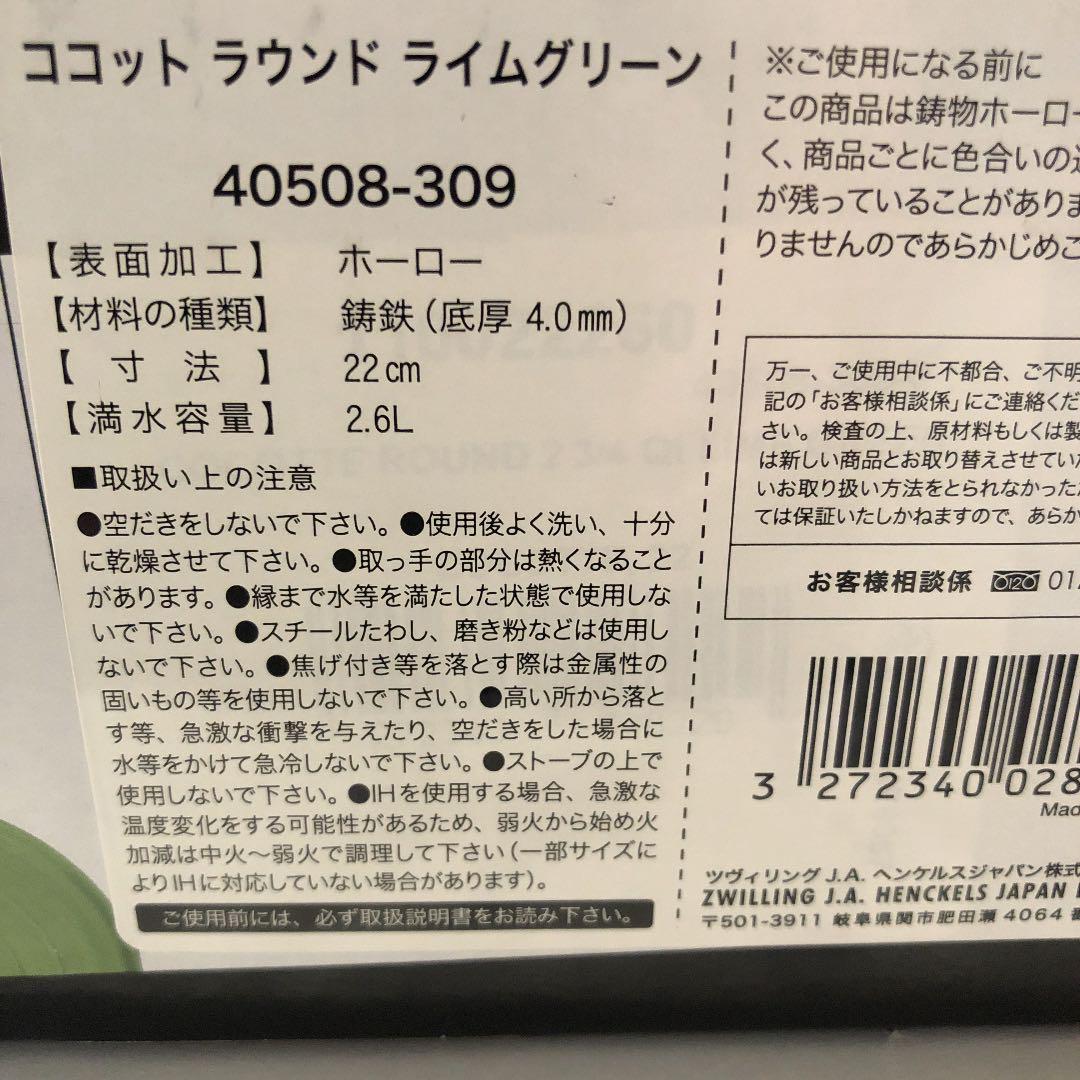 ココット ラウンド ライムグリーン
40508-309
【表面加工】 ホーロー
【材料の種類】 鋳鉄(底厚 4.0㎜)
【 寸 法 】 22㎝
【満水容量】 2.6L
■取扱い上の注意
●空だきをしないで下さい。●使用後よく洗い、十分
に乾燥させて下さい。●取っ手の部分は熱くなること
があります。●縁まで水等を満たした状態で使用しな
いで下さい。●スチールたわし、磨き粉などは使用し
ないで下さい。●焦げ付き等を落とす際は金属性の
固いもの等を使用しないで下さい。●高い所から落と
す等、急激な衝撃を与えたり、空だきをした場合に
水等をかけて急冷しないで下さい。●ストーブの上で
使用しないで下さい。●IHを使用する場合、急激な
温度変化をする可能性があるため、弱火から始め火
加減は中火〜弱火で調理して下さい(一部サイズに
よりIHに対応していない場合があります)。
ご使用前には、必ず取扱説明書をお読み下さい。
※ご使用になる前に
この商品は鋳物ホーロー
く、商品ごとに色合いの
が残っていることがありま
りませんのであらかじめご
万一、ご使用中に不都合、ご不明
記の「お客様相談係」にご連絡くだ
さい。検査の上、原材料もしくは製
は新しい商品とお取り替えさせていた
いお取り扱い方法をとられなかった
ては保証いたしかねますので、あらか
お客様相談係 0120 01
3 272340 028
Mad
ツヴィリング J.A. ヘンケルスジャパン株式
ZWILLING J.A. HENCKELS JAPAN
〒501-3911 岐阜県関市肥田瀬 4064